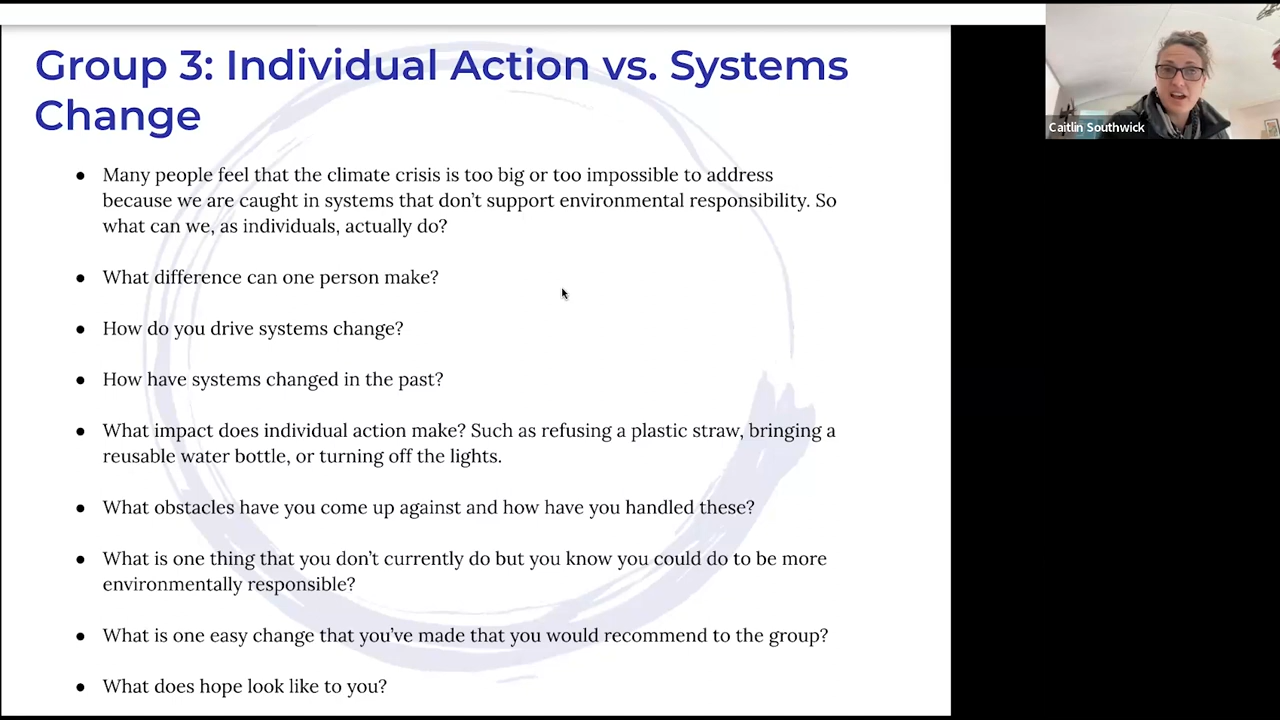 Group 3: Individual Action vs. Systems
Change
● Many people feel that the climate crisis is too big or too impossible to address
because we are caught in systems that don’t support environmental responsibility. So
what can we, as individuals, actually do?
● What difference can one person make?
● How do you drive systems change?
● How have systems changed in the past?
● What impact does individual action make? Such as refusing a plastic straw, bringing a
reusable water bottle, or turning off the lights.
● What obstacles have you come up against and how have you handled these?
● What is one thing that you don’t currently do but you know you could do to be more
environmentally responsible?
● What is one easy change that you’ve made that you would recommend to the group?
● What does hope look like to you?
Caitlin Southwick